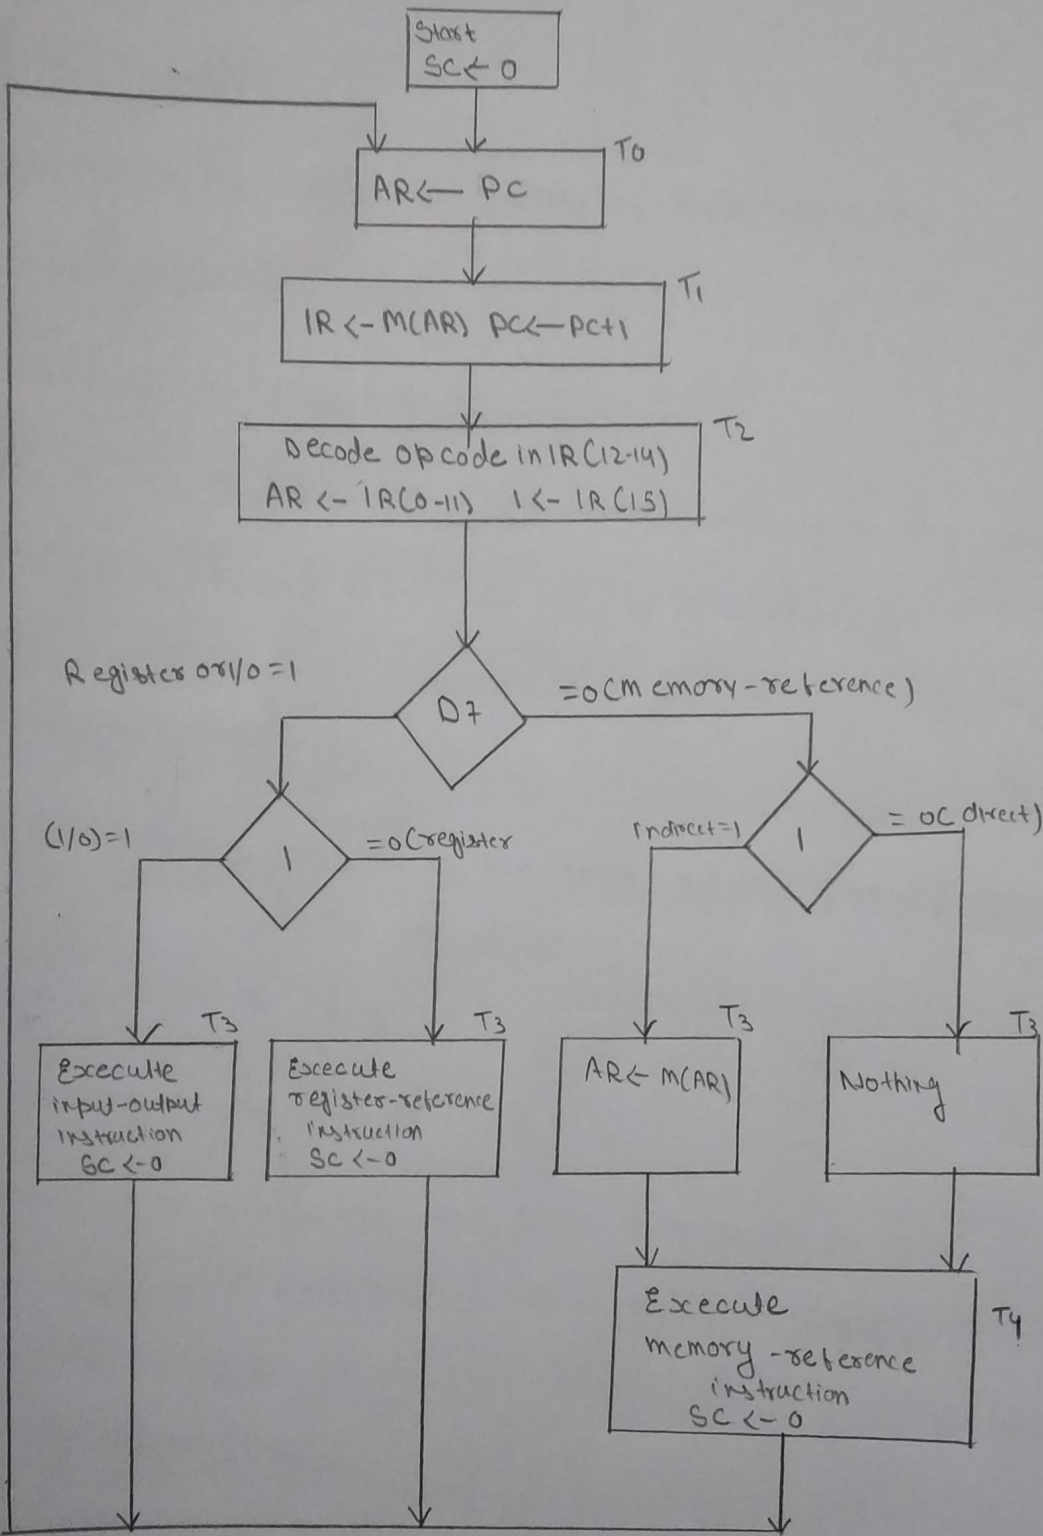 Start
SC ← 0
T0
AR ← PC
T1
IR <- M(AR) PC ← PC+1
T2
Decode opcode in IR(12-14)
AR <- IR(0-11) I <- IR(15)
Register or I/0 = 1
D7
=0(memory-reference)
(I/0) = 1
I
=0(register
Indirect=1
I
= 0(direct)
T3
Execulte
input-output
instruction
SC <- 0
T3
Execute
register-reference
instruction
SC <- 0
T3
AR ← M(AR)
T3
Nothing
Execute
memory-reference
instruction
SC <- 0
T4